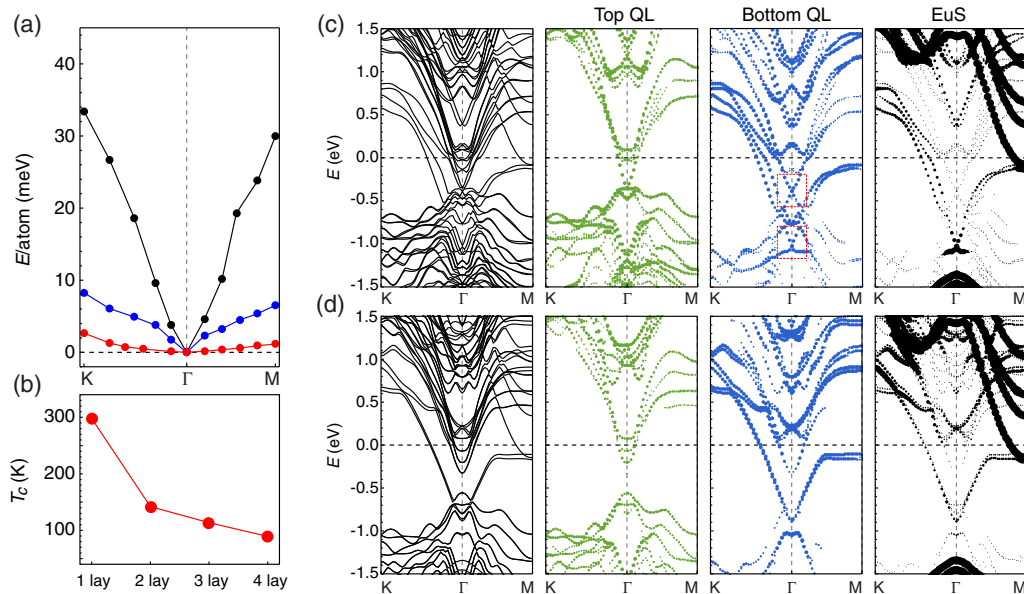 (a)
40
30
20
10
0
E/atom (meV)
K Γ M
(b)
300
200
100
T_c (K)
1 lay 2 lay 3 lay 4 lay
(c)
Top QL Bottom QL EuS
1.5
1.0
0.5
0.0
-0.5
-1.0
-1.5
E (eV)
K Γ M K Γ M K Γ M K Γ M
(d)
1.5
1.0
0.5
0.0
-0.5
-1.0
-1.5
E (eV)
K Γ M K Γ M K Γ M K Γ M